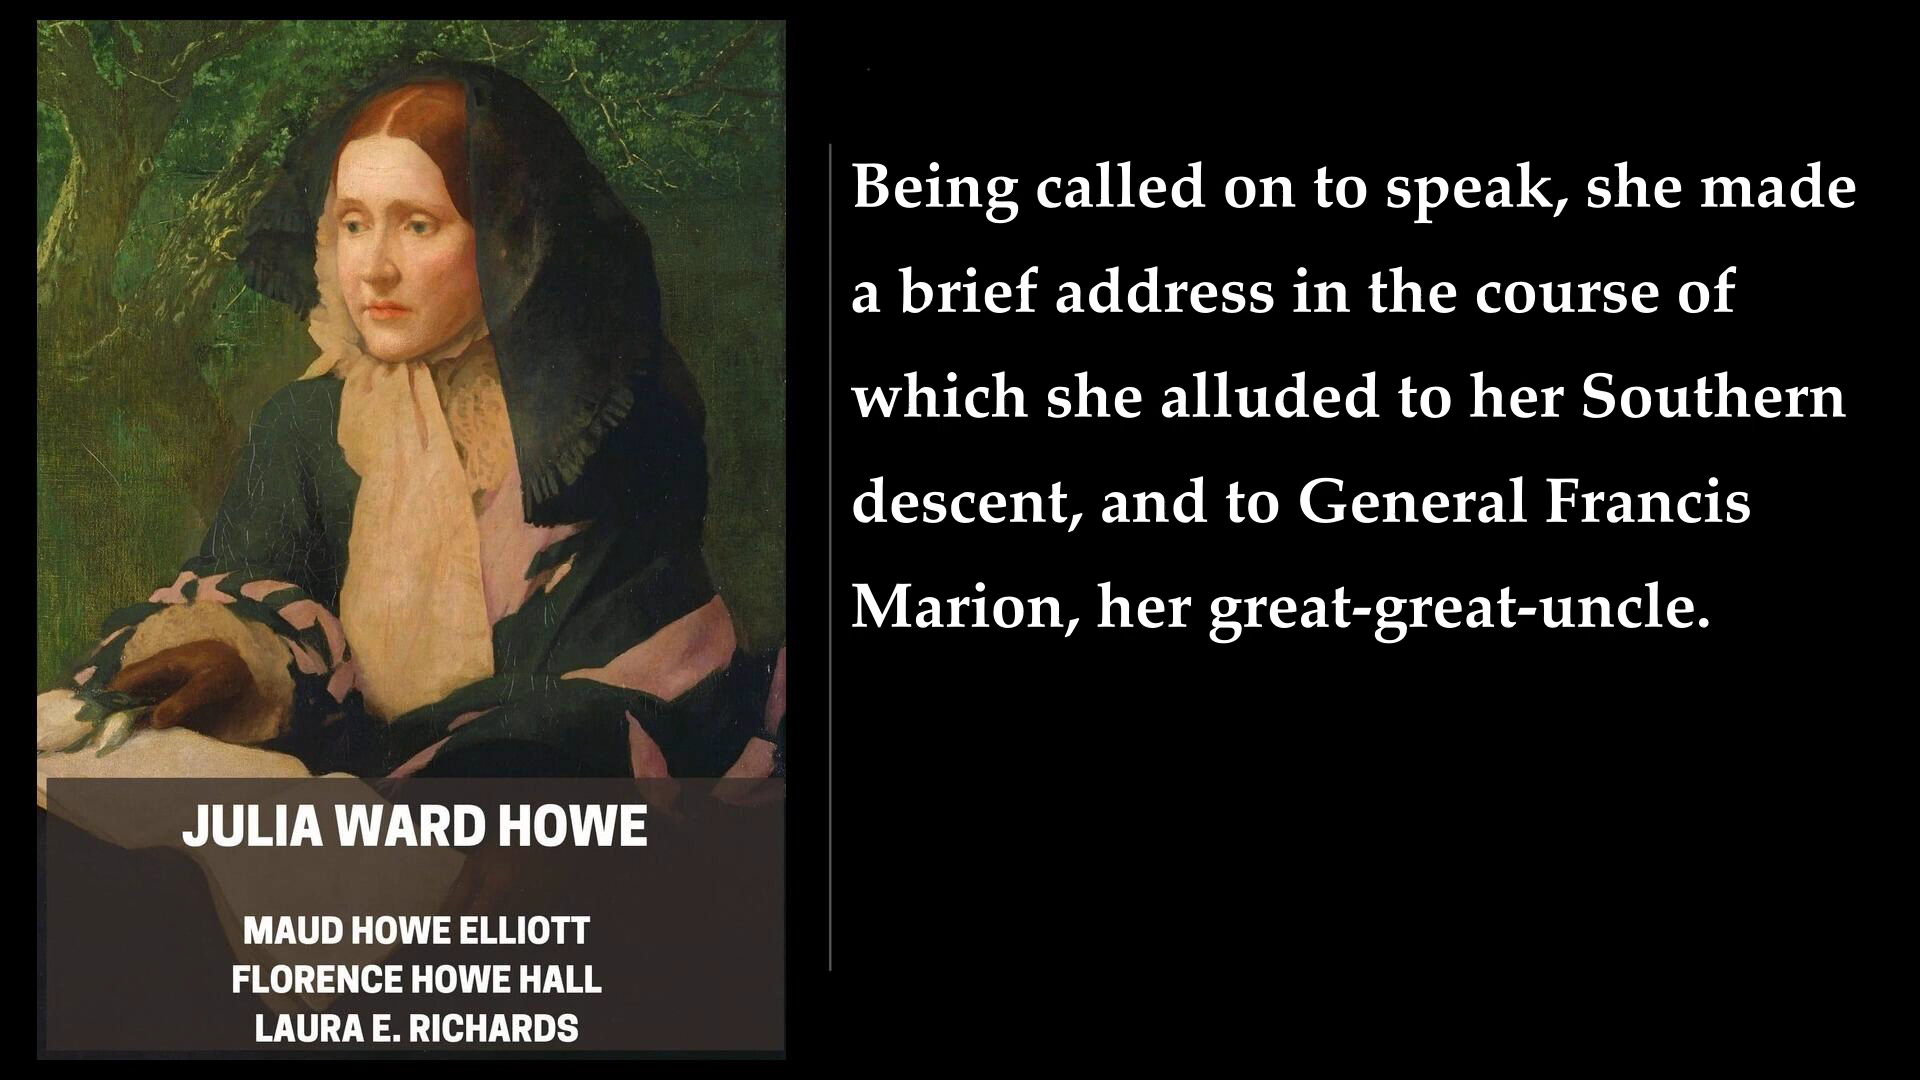 JULIA WARD HOWE
MAUD HOWE ELLIOTT
FLORENCE HOWE HALL
LAURA E. RICHARDS
Being called on to speak, she made
a brief address in the course of
which she alluded to her Southern
descent, and to General Francis
Marion, her great-great-uncle.